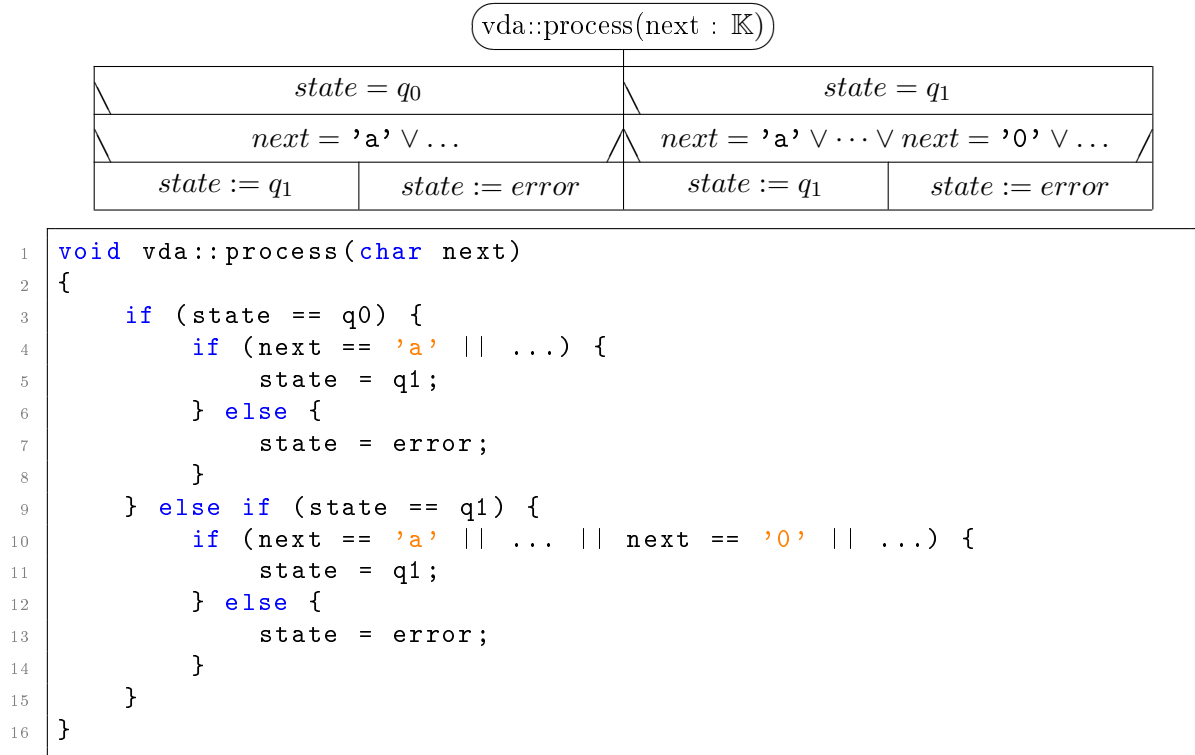 vda::process(next : 𝕂)
state = q₀ state = q₁
next = 'a' ∨ ... next = 'a' ∨ ··· ∨ next = '0' ∨ ...
state := q₁ state := error state := q₁ state := error
1 void vda::process(char next)
2 {
3 if (state == q0) {
4 if (next == 'a' || ...) {
5 state = q1;
6 } else {
7 state = error;
8 }
9 } else if (state == q1) {
10 if (next == 'a' || ... || next == '0' || ...) {
11 state = q1;
12 } else {
13 state = error;
14 }
15 }
16 }